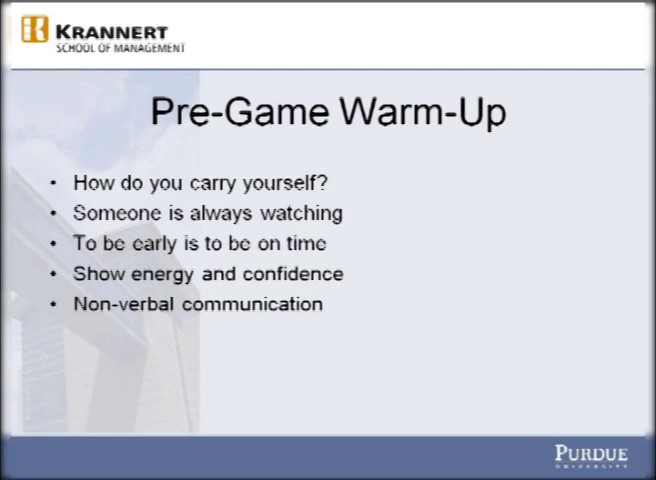 KRANNERT
SCHOOL OF MANAGEMENT
Pre-Game Warm-Up
• How do you carry yourself?
• Someone is always watching
• To be early is to be on time
• Show energy and confidence
• Non-verbal communication
PURDUE
UNIVERSITY